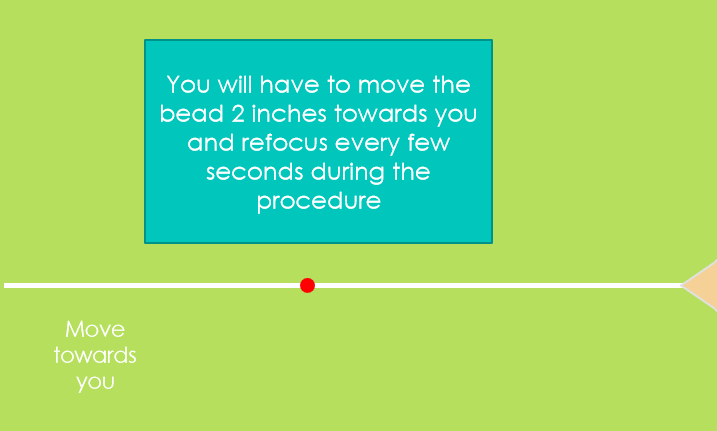 You will have to move the
bead 2 inches towards you
and refocus every few
seconds during the
procedure
Move
towards
you